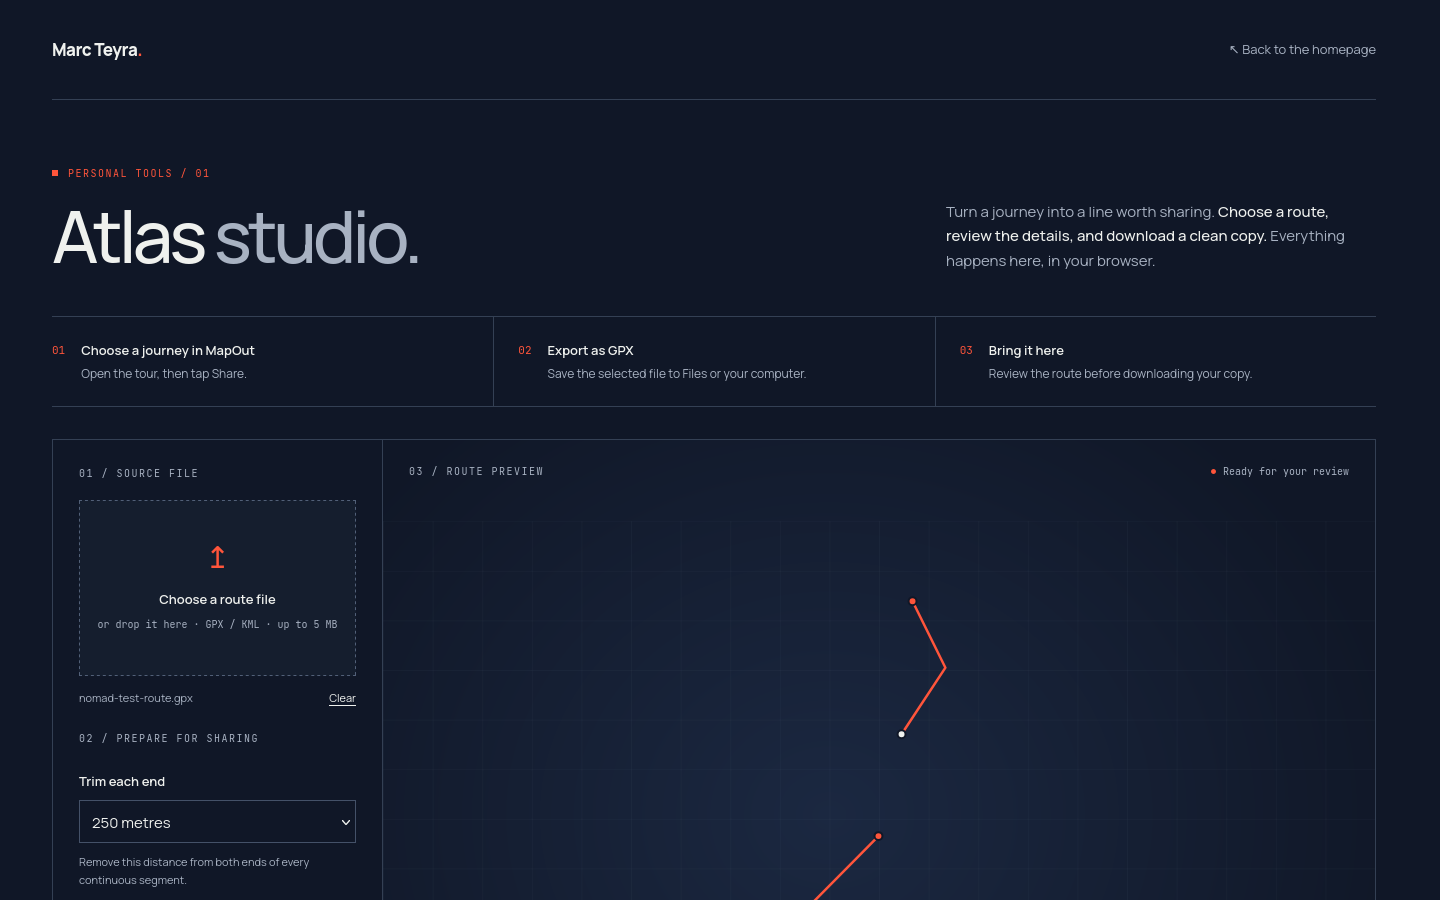 Marc Teyra.
↖ Back to the homepage
PERSONAL TOOLS / 01
Atlas studio.
Turn a journey into a line worth sharing. Choose a route,
review the details, and download a clean copy. Everything
happens here, in your browser.
01 Choose a journey in MapOut
Open the tour, then tap Share.
02 Export as GPX
Save the selected file to Files or your computer.
03 Bring it here
Review the route before downloading your copy.
01 / SOURCE FILE
↥
Choose a route file
or drop it here · GPX / KML · up to 5 MB
nomad-test-route.gpx
Clear
02 / PREPARE FOR SHARING
Trim each end
250 metres
Remove this distance from both ends of every
continuous segment.
03 / ROUTE PREVIEW
Ready for your review